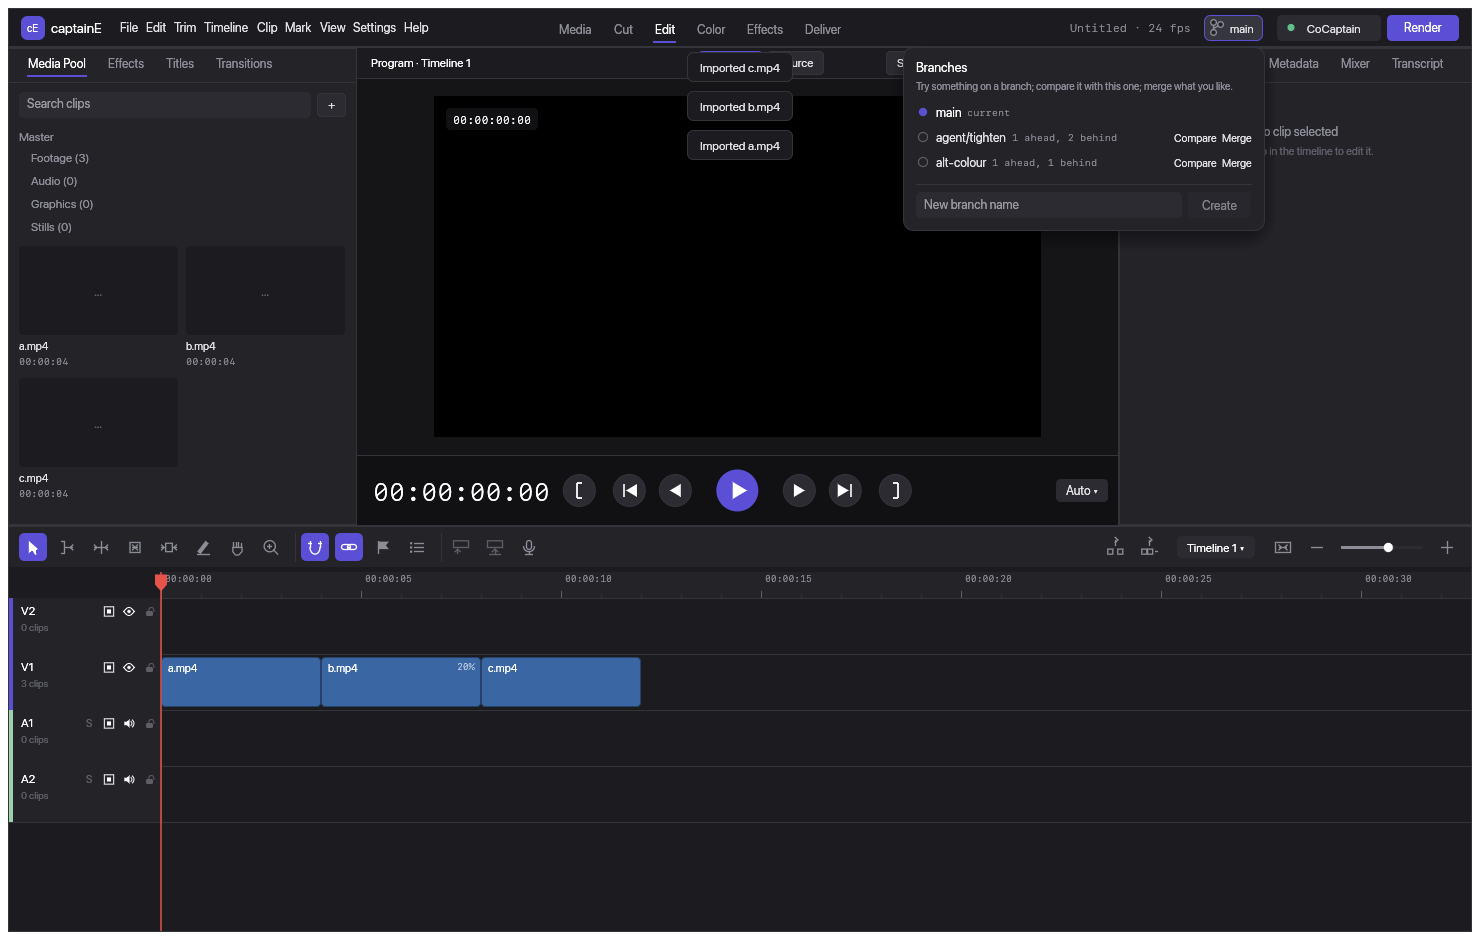 cE captainE File Edit Trim Timeline Clip Mark View Settings Help Media Cut Edit Color Effects Deliver Untitled · 24 fps main CoCaptain Render
Media Pool Effects Titles Transitions
Program · Timeline 1
Metadata Mixer Transcript
Imported c.mp4
Imported b.mp4
Imported a.mp4
Branches
Try something on a branch; compare it with this one; merge what you like.
main current
agent/tighten 1 ahead, 2 behind Compare Merge
alt-colour 1 ahead, 1 behind Compare Merge
New branch name Create
clip selected
in the timeline to edit it.
Search clips +
Master
Footage (3)
Audio (0)
Graphics (0)
Stills (0)
... ...
a.mp4 b.mp4
00:00:04 00:00:04
...
c.mp4
00:00:04
00:00:00:00
00:00:00:00 Auto
Timeline 1
00:00:00 00:00:05 00:00:10 00:00:15 00:00:20 00:00:25 00:00:30
V2
0 clips
V1
3 clips
a.mp4 b.mp4 20% c.mp4
A1 S
0 clips
A2 S
0 clips